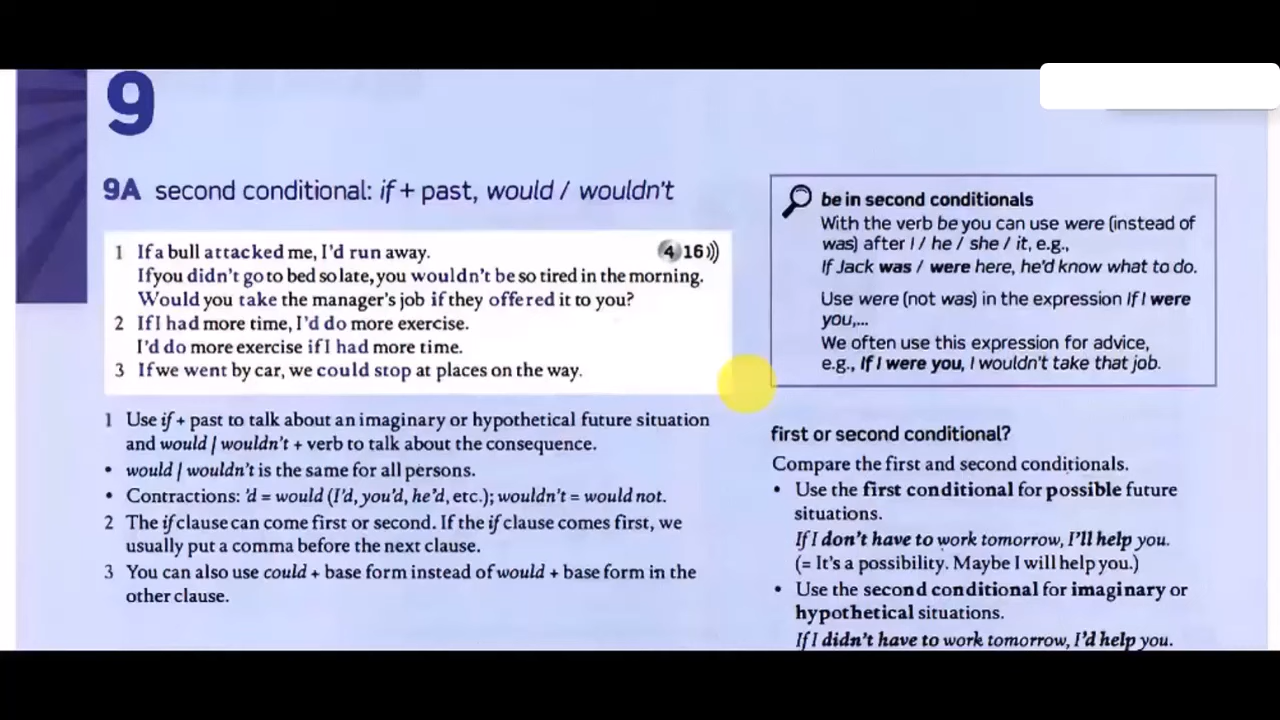 9
9A second conditional: if + past, would / wouldn't
1 If a bull attacked me, I'd run away. 4 16))
If you didn't go to bed so late, you wouldn't be so tired in the morning.
Would you take the manager's job if they offered it to you?
2 If I had more time, I'd do more exercise.
I'd do more exercise if I had more time.
3 If we went by car, we could stop at places on the way.
1 Use if + past to talk about an imaginary or hypothetical future situation
and would / wouldn't + verb to talk about the consequence.
• would / wouldn't is the same for all persons.
• Contractions: 'd = would (I'd, you'd, he'd, etc.); wouldn't = would not.
2 The if clause can come first or second. If the if clause comes first, we
usually put a comma before the next clause.
3 You can also use could + base form instead of would + base form in the
other clause.
be in second conditionals
With the verb be you can use were (instead of
was) after I / he / she / it, e.g.,
If Jack was / were here, he'd know what to do.
Use were (not was) in the expression If I were
you,...
We often use this expression for advice,
e.g., If I were you, I wouldn't take that job.
first or second conditional?
Compare the first and second conditionals.
• Use the first conditional for possible future
situations.
If I don't have to work tomorrow, I'll help you.
(= It's a possibility. Maybe I will help you.)
• Use the second conditional for imaginary or
hypothetical situations.
If I didn't have to work tomorrow, I'd help you.